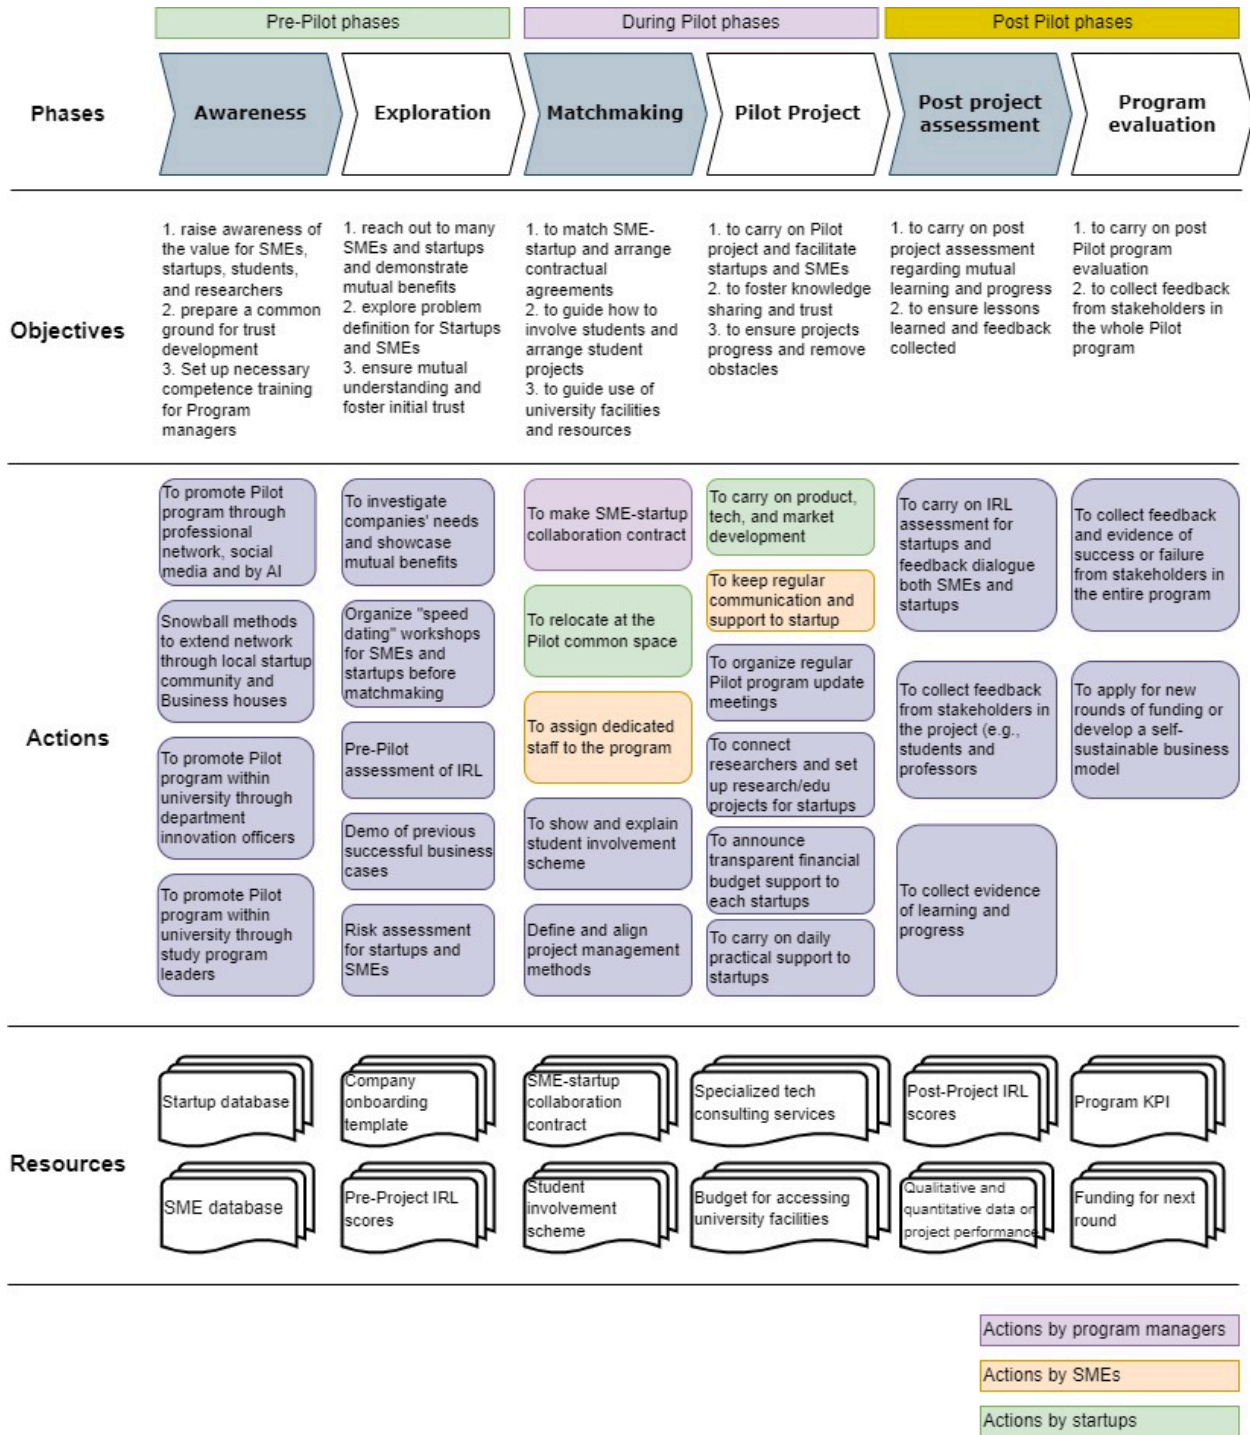 Pre-Pilot phases
During Pilot phases
Post Pilot phases
Phases
Awareness
Exploration
Matchmaking
Pilot Project
Post project
assessment
Program
evaluation
Objectives
1. raise awareness of
the value for SMEs,
startups, students,
and researchers
2. prepare a common
ground for trust
development
3. Set up necessary
competence training
for Program
managers
1. reach out to many
SMEs and startups
and demonstrate
mutual benefits
2. explore problem
definition for Startups
and SMEs
3. ensure mutual
understanding and
foster initial trust
1. to match SME-
startup and arrange
contractual
agreements
2. to guide how to
involve students and
arrange student
projects
3. to guide use of
university facilities
and resources
1. to carry on Pilot
project and facilitate
startups and SMEs
2. to foster knowledge
sharing and trust
3. to ensure projects
progress and remove
obstacles
1. to carry on post
project assessment
regarding mutual
learning and progress
2. to ensure lessons
learned and feedback
collected
1. to carry on post
Pilot program
evaluation
2. to collect feedback
from stakeholders in
the whole Pilot
program
Actions
To promote Pilot
program through
professional
network, social
media and by AI
Snowball methods
to extend network
through local startup
community and
Business houses
To promote Pilot
program within
university through
department
innovation officers
To promote Pilot
program within
university through
study program
leaders
To investigate
companies' needs
and showcase
mutual benefits
Organize "speed
dating" workshops
for SMEs and
startups before
matchmaking
Pre-Pilot
assessment of IRL
Demo of previous
successful business
cases
Risk assessment
for startups and
SMEs
To make SME-startup
collaboration contract
To relocate at the
Pilot common space
To assign dedicated
staff to the program
To show and explain
student involvement
scheme
Define and align
project management
methods
To carry on product,
tech, and market
development
To keep regular
communication and
support to startup
To organize regular
Pilot program update
meetings
To connect
researchers and set
up research/edu
projects for startups
To announce
transparent financial
budget support to
each startups
To carry on daily
practical support to
startups
To carry on IRL
assessment for
startups and
feedback dialogue
both SMEs and
startups
To collect feedback
from stakeholders in
the project (e.g.,
students and
professors
To collect evidence
of learning and
progress
To collect feedback
and evidence of
success or failure
from stakeholders in
the entire program
To apply for new
rounds of funding or
develop a self-
sustainable business
model
Resources
Startup database
Company
onboarding
template
SME-startup
collaboration
contract
Specialized tech
consulting services
Post-Project IRL
scores
Program KPI
SME database
Pre-Project IRL
scores
Student
involvement
scheme
Budget for accessing
university facilities
Qualitative and
quantitative data on
project performance
Funding for next
round
Actions by program managers
Actions by SMEs
Actions by startups